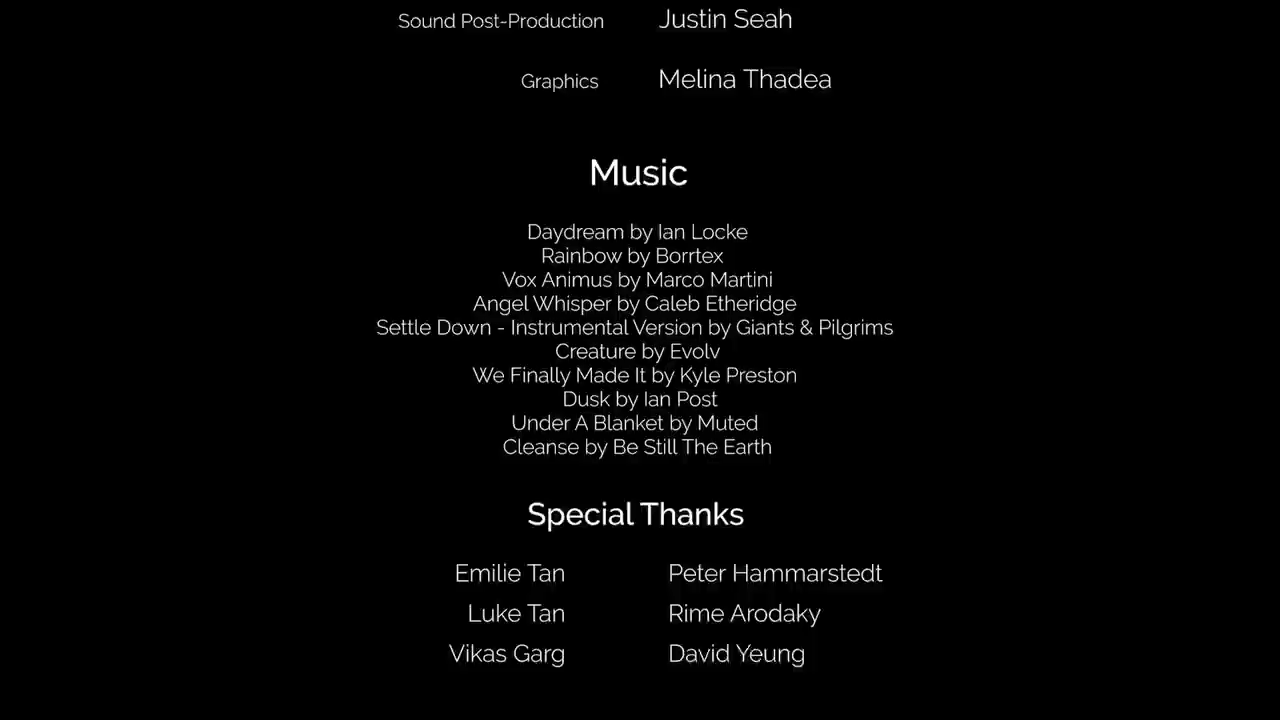 Sound Post-Production Justin Seah
Graphics Melina Thadea
Music
Daydream by Ian Locke
Rainbow by Borrtex
Vox Animus by Marco Martini
Angel Whisper by Caleb Etheridge
Settle Down - Instrumental Version by Giants & Pilgrims
Creature by Evolv
We Finally Made It by Kyle Preston
Dusk by Ian Post
Under A Blanket by Muted
Cleanse by Be Still The Earth
Special Thanks
Emilie Tan Peter Hammarstedt
Luke Tan Rime Arodaky
Vikas Garg David Yeung